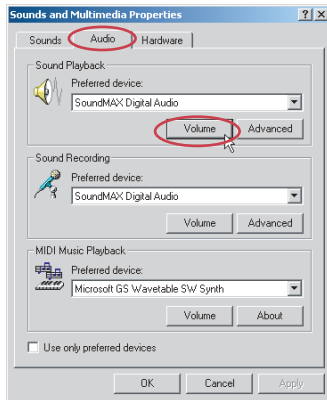 Sounds and Multimedia Properties
Sounds Audio Hardware
Sound Playback
Preferred device:
SoundMAX Digital Audio
Volume Advanced
Sound Recording
Preferred device:
SoundMAX Digital Audio
Volume Advanced
MIDI Music Playback
Preferred device:
Microsoft GS Wavetable SW Synth
Volume About
Use only preferred devices
OK Cancel Apply